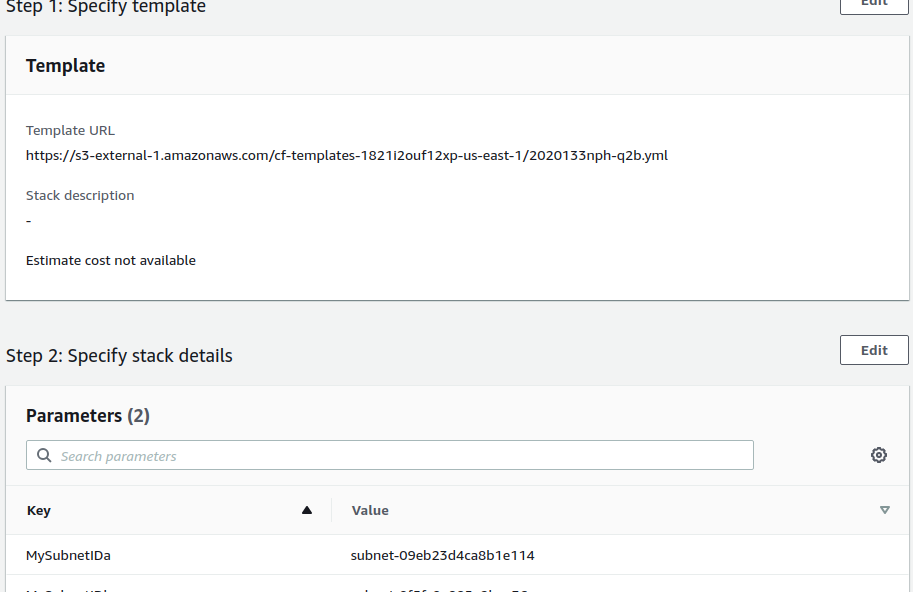 Step 1: Specify template
Edit
Template
Template URL
https://s3-external-1.amazonaws.com/cf-templates-1821i2ouf12xp-us-east-1/2020133nph-q2b.yml
Stack description
-
Estimate cost not available
Step 2: Specify stack details
Edit
Parameters (2)
Search parameters
Key
Value
MySubnetIDa
subnet-09eb23d4ca8b1e114